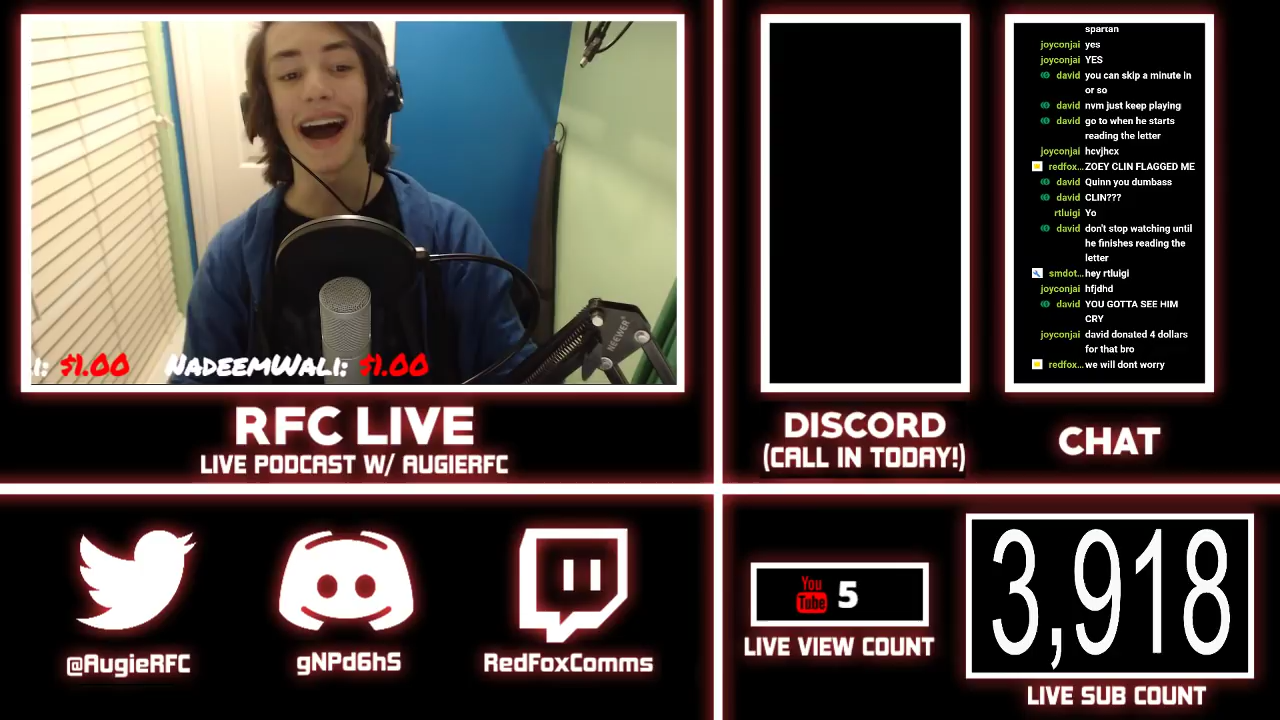 I: $1.00 NADEEMWALI: $1.00
NEEWER
RFC LIVE
LIVE PODCAST W/ AUGIERFC
DISCORD
(CALL IN TODAY!)
spartan
joyconjai yes
joyconjai YES
david you can skip a minute in
or so
david nvm just keep playing
david go to when he starts
reading the letter
joyconjai hcvjhcx
redfox... ZOEY CLIN FLAGGED ME
david Quinn you dumbass
david CLIN???
rtluigi Yo
david don't stop watching until
he finishes reading the
letter
smdot... hey rtluigi
joyconjai hfjdhd
david YOU GOTTA SEE HIM
CRY
joyconjai david donated 4 dollars
for that bro
redfox... we will dont worry
CHAT
@AugieRFC
gNPd6hS
RedFoxComms
You
Tube 5
LIVE VIEW COUNT
3,918
LIVE SUB COUNT